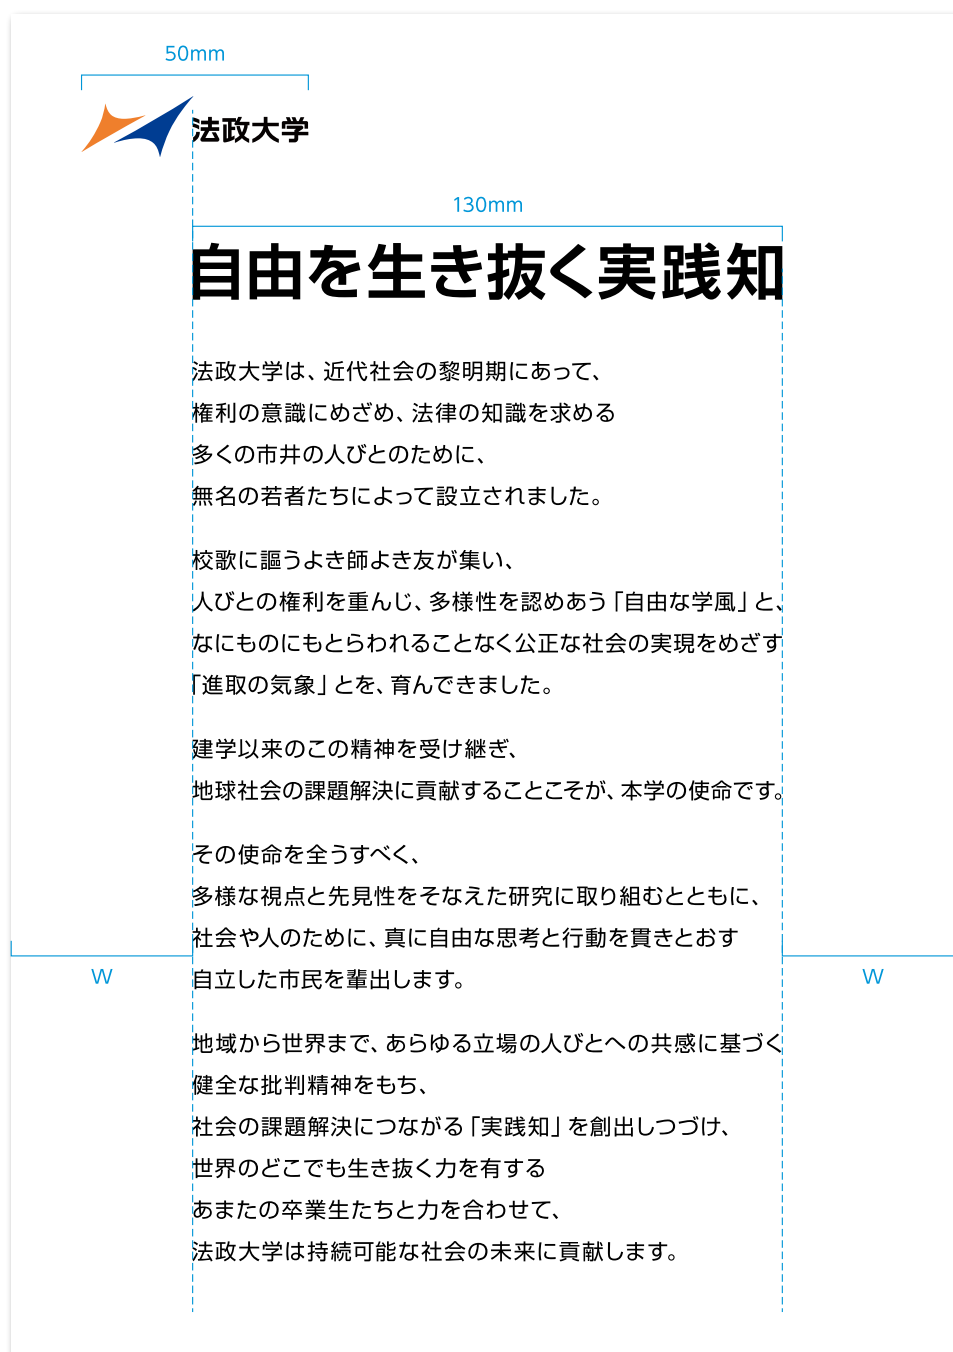 50mm
法政大学
130mm
自由を生き抜く実践知
法政大学は、近代社会の黎明期にあって、
権利の意識にめざめ、法律の知識を求める
多くの市井の人びとのために、
無名の若者たちによって設立されました。
校歌に謳うよき師よき友が集い、
人びとの権利を重んじ、多様性を認めあう「自由な学風」と、
なにものにもとらわれることなく公正な社会の実現をめざす
「進取の気象」とを、育んできました。
建学以来のこの精神を受け継ぎ、
地球社会の課題解決に貢献することこそが、本学の使命です。
その使命を全うすべく、
多様な視点と先見性をそなえた研究に取り組むとともに、
社会や人のために、真に自由な思考と行動を貫きとおす
自立した市民を輩出します。
W
W
地域から世界まで、あらゆる立場の人びとへの共感に基づく
健全な批判精神をもち、
社会の課題解決につながる「実践知」を創出しつづけ、
世界のどこでも生き抜く力を有する
あまたの卒業生たちと力を合わせて、
法政大学は持続可能な社会の未来に貢献します。